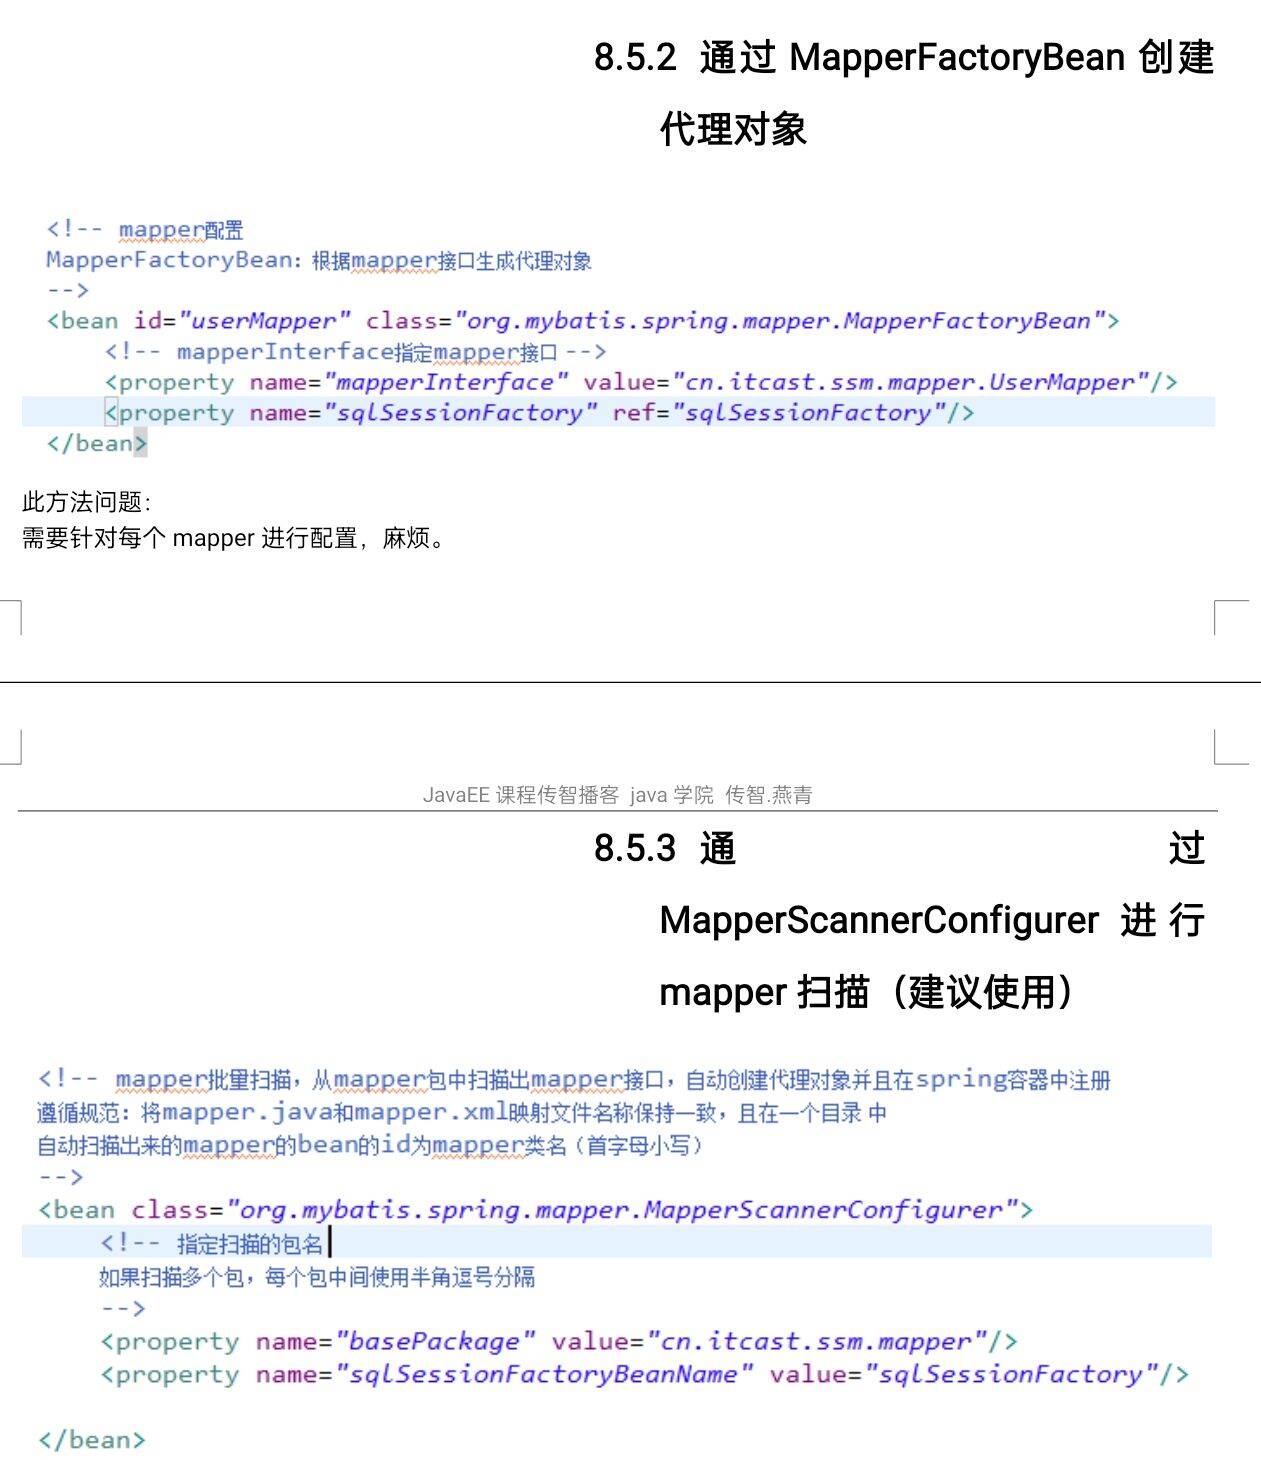 8.5.2 通过 MapperFactoryBean 创建
代理对象
<!-- mapper配置
MapperFactoryBean：根据mapper接口生成代理对象
-->
<bean id="userMapper" class="org.mybatis.spring.mapper.MapperFactoryBean">
<!-- mapperInterface指定mapper接口 -->
<property name="mapperInterface" value="cn.itcast.ssm.mapper.UserMapper"/>
<property name="sqlSessionFactory" ref="sqlSessionFactory"/>
</bean>
此方法问题：
需要针对每个 mapper 进行配置，麻烦。
JavaEE 课程传智播客 java 学院 传智.燕青
8.5.3 通 过
MapperScannerConfigurer 进 行
mapper 扫描（建议使用）
<!-- mapper批量扫描，从mapper包中扫描出mapper接口，自动创建代理对象并且在spring容器中注册
遵循规范：将mapper.java和mapper.xml映射文件名称保持一致，且在一个目录 中
自动扫描出来的mapper的bean的id为mapper类名（首字母小写）
-->
<bean class="org.mybatis.spring.mapper.MapperScannerConfigurer">
<!-- 指定扫描的包名
如果扫描多个包，每个包中间使用半角逗号分隔
-->
<property name="basePackage" value="cn.itcast.ssm.mapper"/>
<property name="sqlSessionFactoryBeanName" value="sqlSessionFactory"/>
</bean>